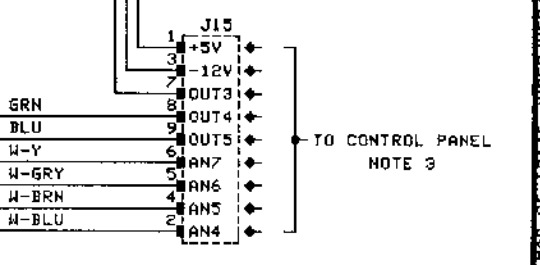 J15
1 +5V
3 -12V
7 OUT3
GRN 8 OUT4
BLU 9 OUT5
TO CONTROL PANEL
W-Y 6 AN7
NOTE 3
W-GRY 5 AN6
W-BRN 4 AN5
W-BLU 2 AN4